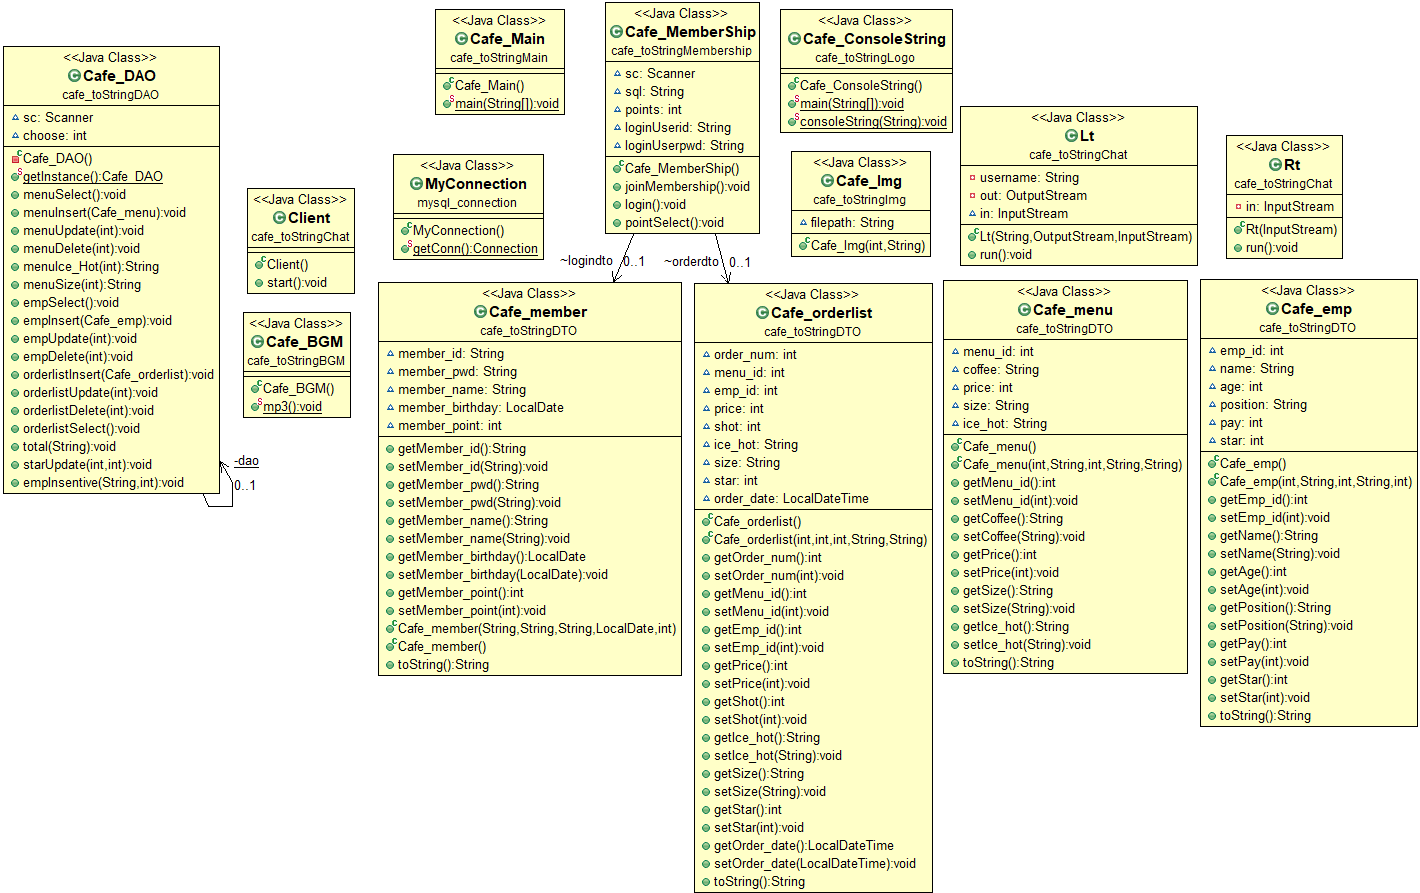 <<Java Class>>
Cafe_DAO
cafe_toStringDAO
sc: Scanner
choose: int
Cafe_DAO()
getInstance():Cafe_DAO
menuSelect():void
menuInsert(Cafe_menu):void
menuUpdate(int):void
menuDelete(int):void
menuIce_Hot(int):String
menuSize(int):String
empSelect():void
empInsert(Cafe_emp):void
empUpdate(int):void
empDelete(int):void
orderlistInsert(Cafe_orderlist):void
orderlistUpdate(int):void
orderlistDelete(int):void
orderlistSelect():void
total(String):void
starUpdate(int,int):void
empInsentive(String,int):void
-dao
0..1
<<Java Class>>
Client
cafe_toStringChat
Client()
start():void
<<Java Class>>
Cafe_BGM
cafe_toStringBGM
Cafe_BGM()
mp3():void
<<Java Class>>
Cafe_Main
cafe_toStringMain
Cafe_Main()
main(String[]):void
<<Java Class>>
MyConnection
mysql_connection
MyConnection()
getConn():Connection
<<Java Class>>
Cafe_MemberShip
cafe_toStringMembership
sc: Scanner
sql: String
points: int
loginUserid: String
loginUserpwd: String
Cafe_MemberShip()
joinMembership():void
login():void
pointSelect():void
~logindto
0..1
~orderdto
0..1
<<Java Class>>
Cafe_ConsoleString
cafe_toStringLogo
Cafe_ConsoleString()
main(String[]):void
consoleString(String):void
<<Java Class>>
Cafe_Img
cafe_toStringImg
filepath: String
Cafe_Img(int,String)
<<Java Class>>
Lt
cafe_toStringChat
username: String
out: OutputStream
in: InputStream
Lt(String,OutputStream,InputStream)
run():void
<<Java Class>>
Rt
cafe_toStringChat
in: InputStream
Rt(InputStream)
run():void
<<Java Class>>
Cafe_member
cafe_toStringDTO
member_id: String
member_pwd: String
member_name: String
member_birthday: LocalDate
member_point: int
getMember_id():String
setMember_id(String):void
getMember_pwd():String
setMember_pwd(String):void
getMember_name():String
setMember_name(String):void
getMember_birthday():LocalDate
setMember_birthday(LocalDate):void
getMember_point():int
setMember_point(int):void
Cafe_member(String,String,String,LocalDate,int)
Cafe_member()
toString():String
<<Java Class>>
Cafe_orderlist
cafe_toStringDTO
order_num: int
menu_id: int
emp_id: int
price: int
shot: int
ice_hot: String
size: String
star: int
order_date: LocalDateTime
Cafe_orderlist()
Cafe_orderlist(int,int,int,String,String)
getOrder_num():int
setOrder_num(int):void
getMenu_id():int
setMenu_id(int):void
getEmp_id():int
setEmp_id(int):void
getPrice():int
setPrice(int):void
getShot():int
setShot(int):void
getIce_hot():String
setIce_hot(String):void
getSize():String
setSize(String):void
getStar():int
setStar(int):void
getOrder_date():LocalDateTime
setOrder_date(LocalDateTime):void
toString():String
<<Java Class>>
Cafe_menu
cafe_toStringDTO
menu_id: int
coffee: String
price: int
size: String
ice_hot: String
Cafe_menu()
Cafe_menu(int,String,int,String,String)
getMenu_id():int
setMenu_id(int):void
getCoffee():String
setCoffee(String):void
getPrice():int
setPrice(int):void
getSize():String
setSize(String):void
getIce_hot():String
setIce_hot(String):void
toString():String
<<Java Class>>
Cafe_emp
cafe_toStringDTO
emp_id: int
name: String
age: int
position: String
pay: int
star: int
Cafe_emp()
Cafe_emp(int,String,int,String,int)
getEmp_id():int
setEmp_id(int):void
getName():String
setName(String):void
getAge():int
setAge(int):void
getPosition():String
setPosition(String):void
getPay():int
setPay(int):void
getStar():int
setStar(int):void
toString():String